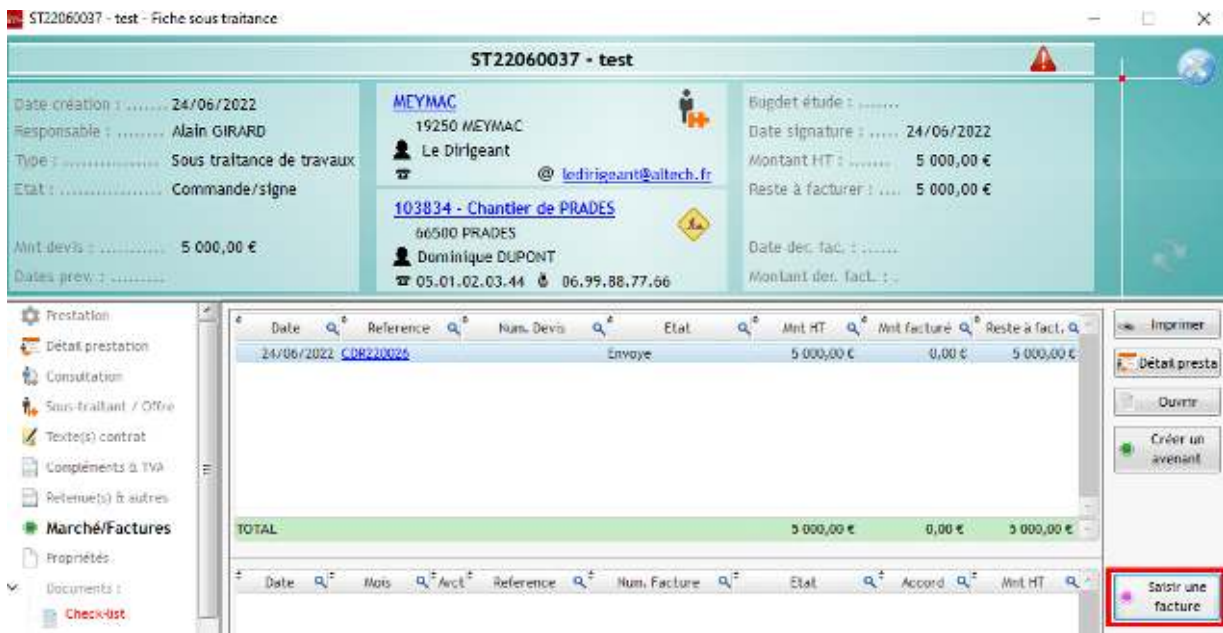 ST22060037 - test - Fiche sous traitance
ST22060037 - test
Date création : ....... 24/06/2022
Responsable : ........ Alain GIRARD
Type : ................ Sous traitance de travaux
Etat : ................. Commande/signe
Mnt devis : ........... 5 000,00 €
Dates prev. : .........
MEYMAC
19250 MEYMAC
Le Dirigeant
@ ledirigeant@altech.fr
103834 - Chantier de PRADES
66500 PRADES
Dominique DUPONT
05.01.02.03.44 06.99.88.77.66
Bugdet étude : .......
Date signature : ..... 24/06/2022
Montant HT : ....... 5 000,00 €
Reste à facturer : .... 5 000,00 €
Date der. fac. : ......
Montant der. fact. : .
Prestation
Détail prestation
Consultation
Sous-traitant / Offre
Texte(s) contrat
Compléments & TVA
Retenue(s) & autres
Marché/Factures
Propriétés
Documents :
Check-list
Date Reference Num. Devis Etat Mnt HT Mnt facturé Reste à fact.
24/06/2022 CDR220026 Envoye 5 000,00 € 0,00 € 5 000,00 €
TOTAL 5 000,00 € 0,00 € 5 000,00 €
Date Mois Avct Reference Num. Facture Etat Accord Mnt HT
Imprimer
Détail presta
Ouvrir
Créer un
avenant
Saisir une
facture